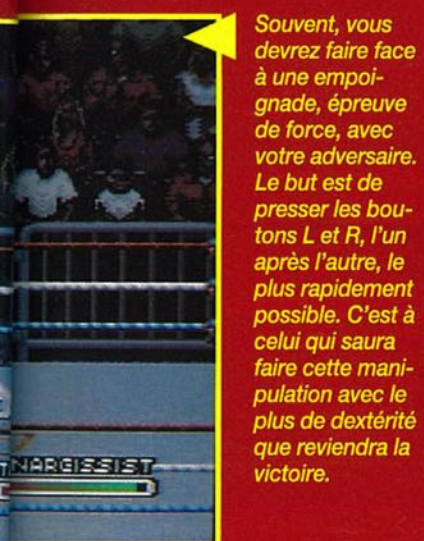 Souvent, vous
devrez faire face
à une empoi-
gnade, épreuve
de force, avec
votre adversaire.
Le but est de
presser les bou-
tons L et R, l'un
après l'autre, le
plus rapidement
possible. C'est à
celui qui saura
faire cette mani-
pulation avec le
plus de dextérité
que reviendra la
victoire.
NARCISSIST